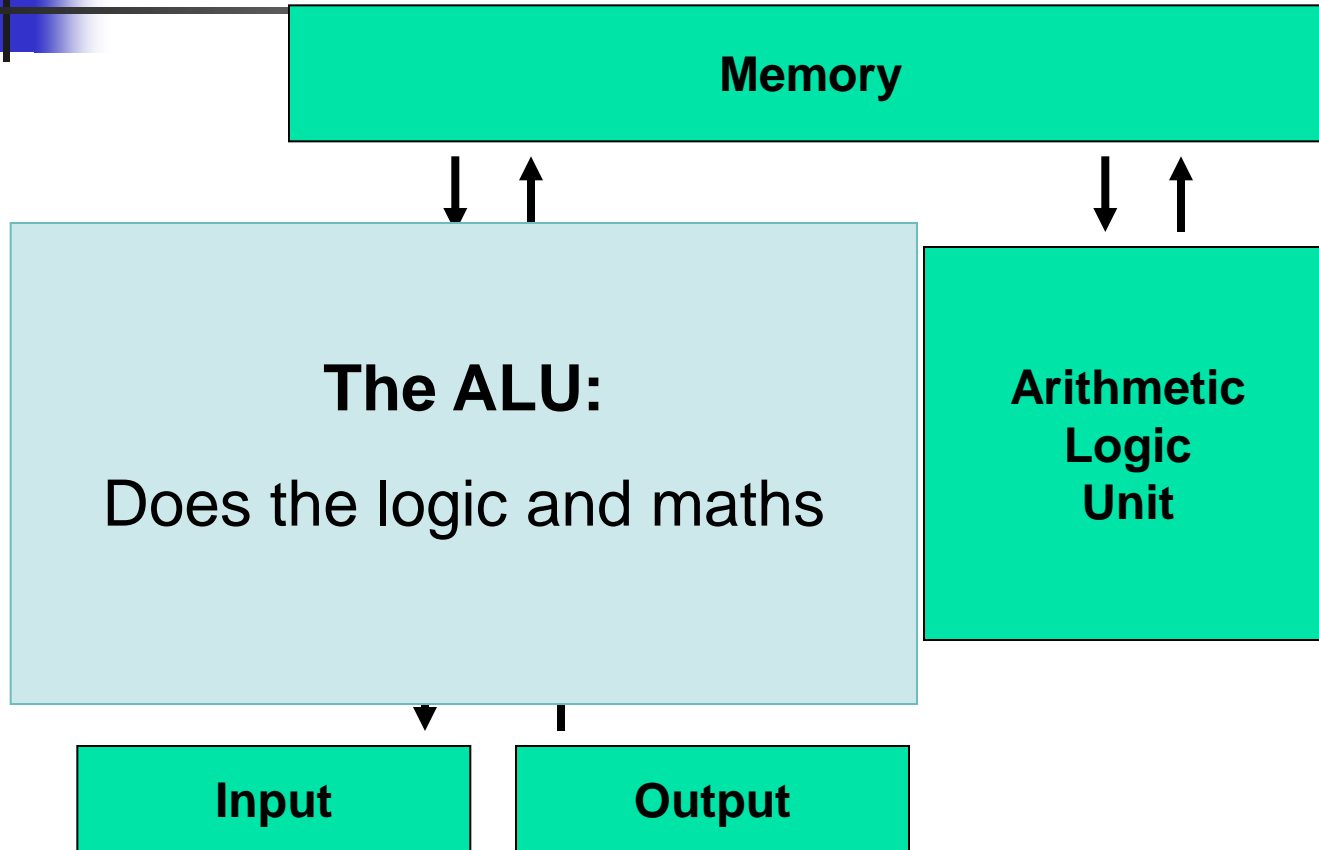 Memory
The ALU:
Does the logic and maths
Arithmetic
Logic
Unit
Input
Output